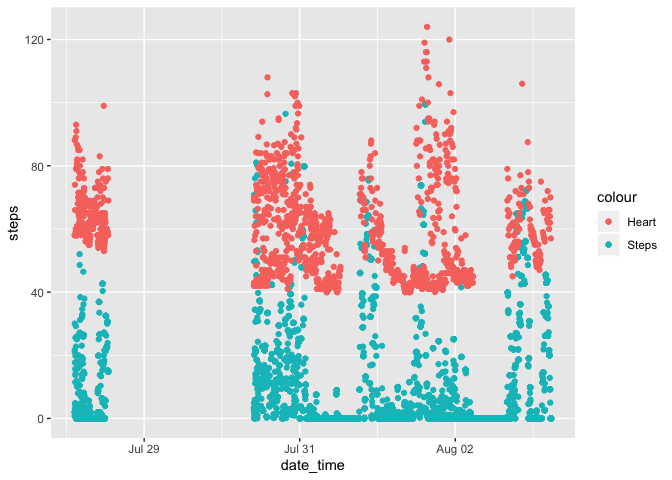 120
80
40
0
steps
Jul 29
Jul 31
Aug 02
date_time
colour
Heart
Steps